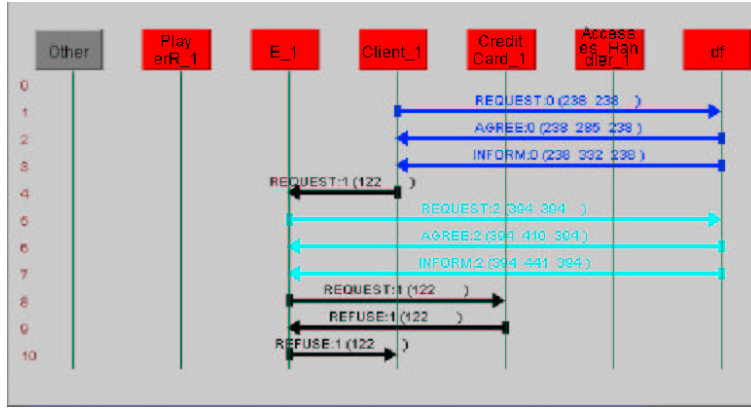 Other
Play
erR_1
E_1
Client_1
Credit
Card_1
Access
es_Han
dler_1
df
0
1
REQUEST:0 (238 238 )
2
AGREE:0 (238 285 238 )
3
INFORM:0 (238 332 238 )
4
REQUEST:1 (122 )
5
REQUEST:2 (394 394 )
6
AGREE:2 (394 410 394 )
7
INFORM:2 (394 441 394 )
8
REQUEST:1 (122 )
9
REFUSE:1 (122 )
10
REFUSE:1 (122 )